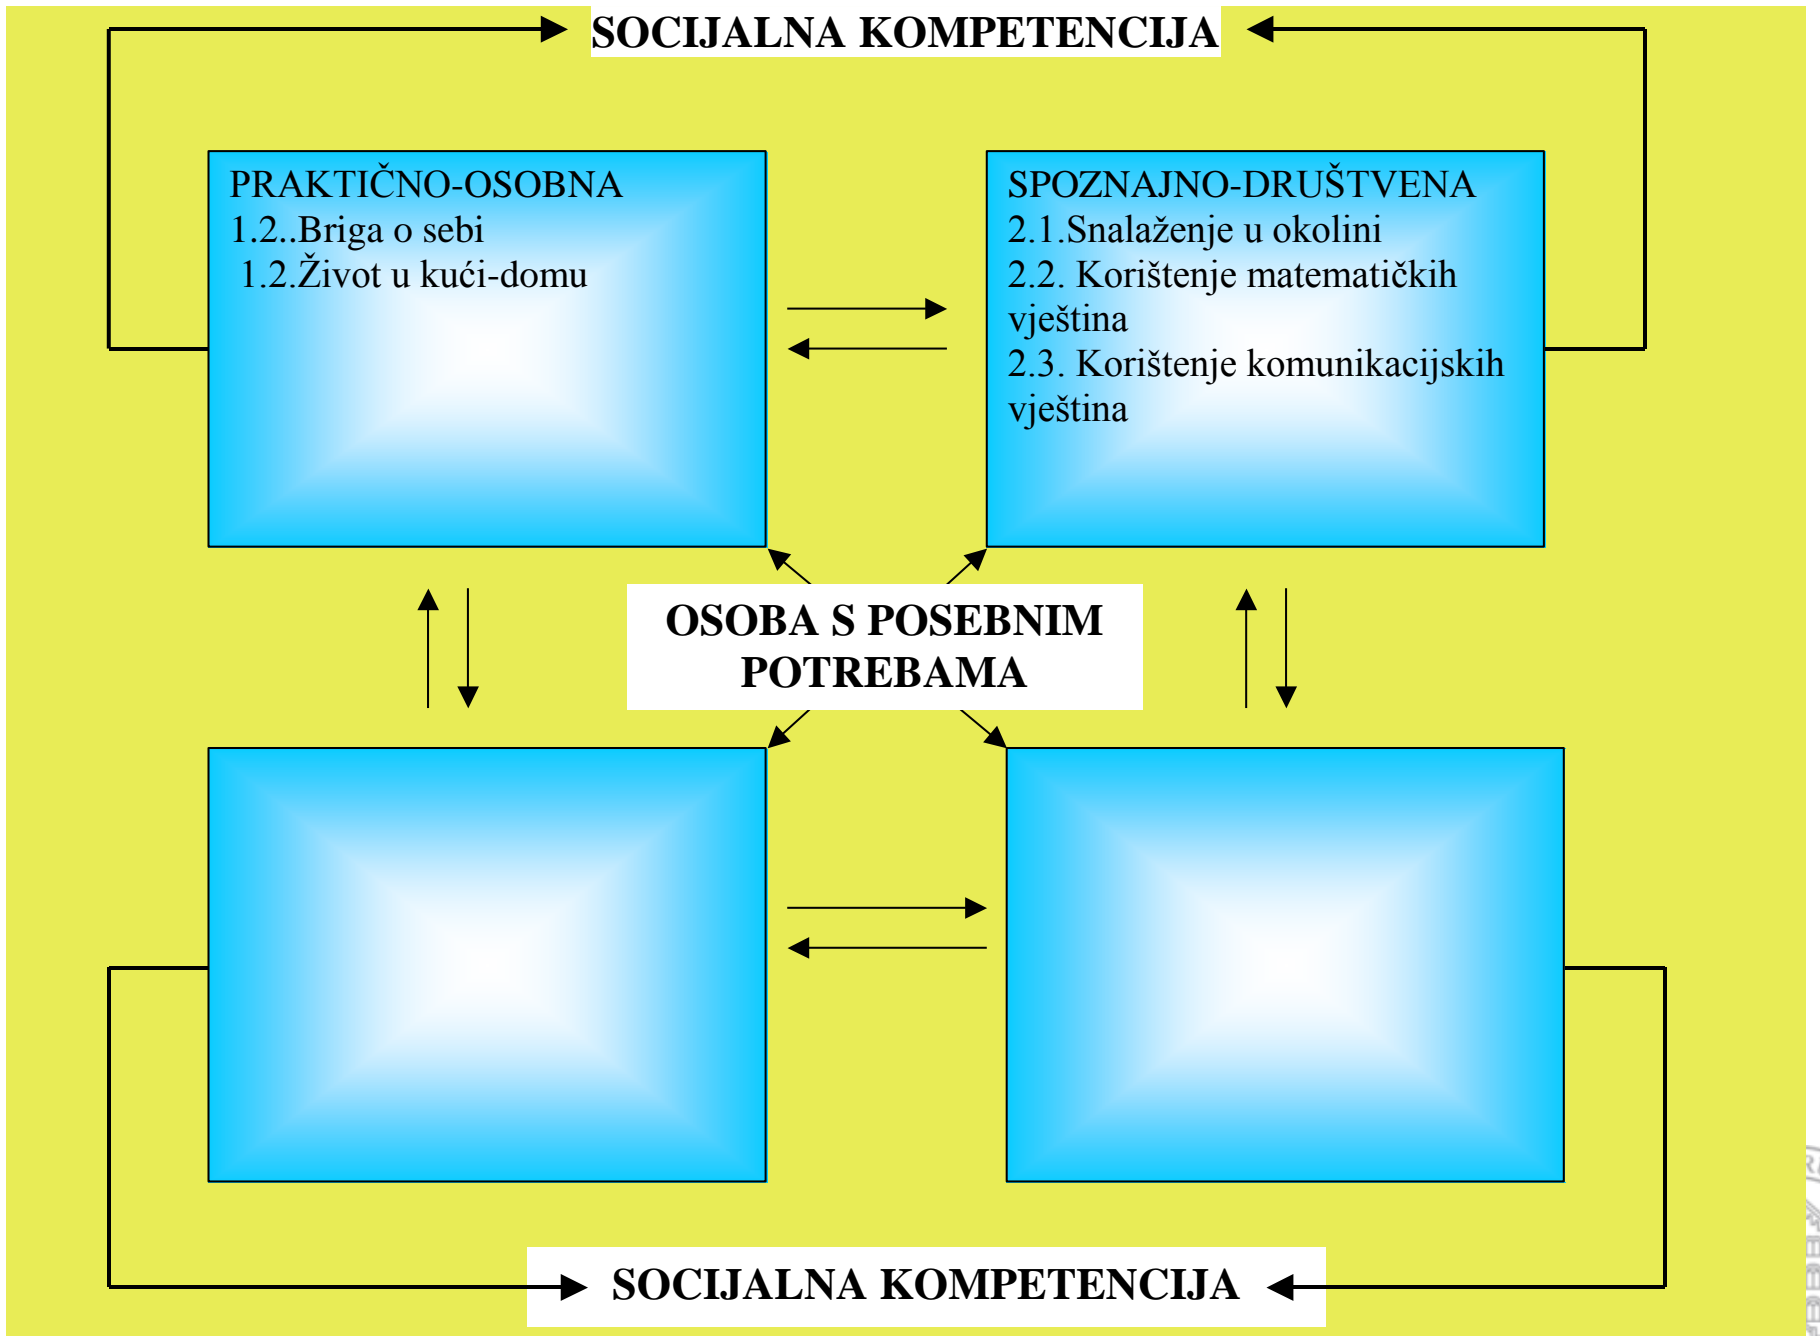 SOCIJALNA KOMPETENCIJA
PRAKTIČNO-OSOBNA
1.2..Briga o sebi
1.2.Život u kući-domu
SPOZNAJNO-DRUŠTVENA
2.1.Snalaženje u okolini
2.2. Korištenje matematičkih
vještina
2.3. Korištenje komunikacijskih
vještina
OSOBA S POSEBNIM
POTREBAMA
SOCIJALNA KOMPETENCIJA